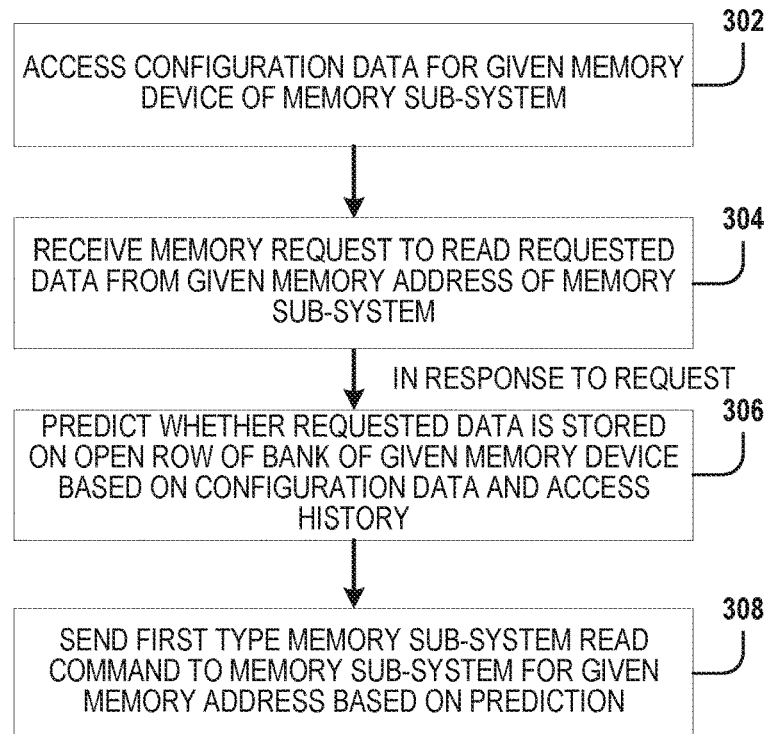 302
ACCESS CONFIGURATION DATA FOR GIVEN MEMORY
DEVICE OF MEMORY SUB-SYSTEM
304
RECEIVE MEMORY REQUEST TO READ REQUESTED
DATA FROM GIVEN MEMORY ADDRESS OF MEMORY
SUB-SYSTEM
IN RESPONSE TO REQUEST
306
PREDICT WHETHER REQUESTED DATA IS STORED
ON OPEN ROW OF BANK OF GIVEN MEMORY DEVICE
BASED ON CONFIGURATION DATA AND ACCESS
HISTORY
308
SEND FIRST TYPE MEMORY SUB-SYSTEM READ
COMMAND TO MEMORY SUB-SYSTEM FOR GIVEN
MEMORY ADDRESS BASED ON PREDICTION